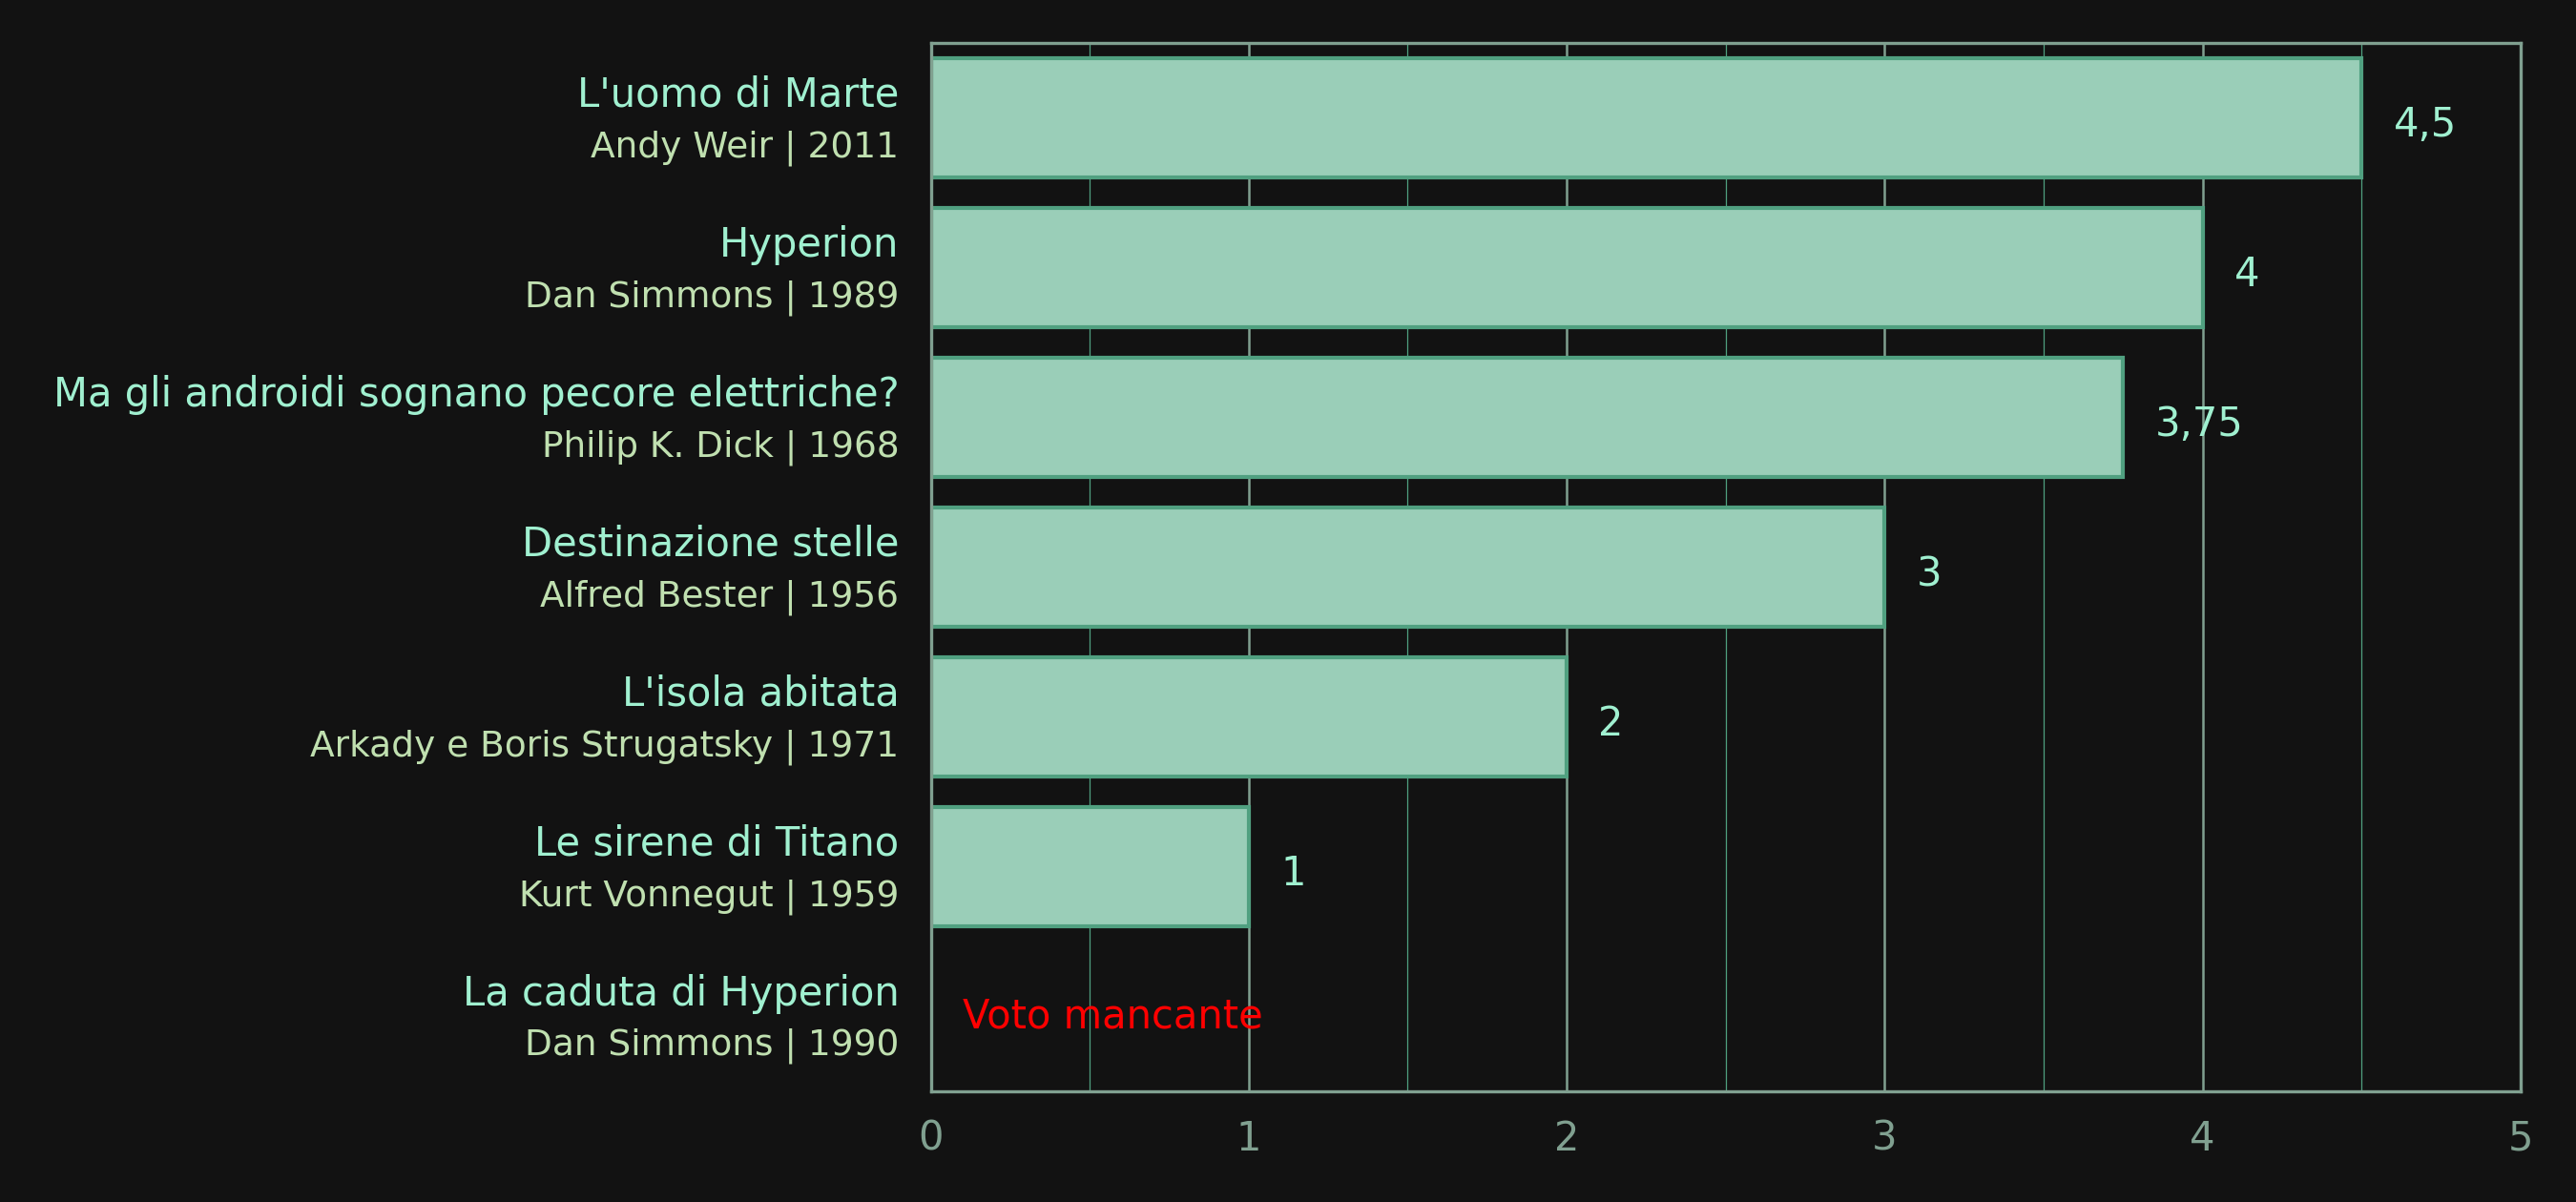 L'uomo di Marte
Andy Weir | 2011
4,5
Hyperion
Dan Simmons | 1989
4
Ma gli androidi sognano pecore elettriche?
Philip K. Dick | 1968
3,75
Destinazione stelle
Alfred Bester | 1956
3
L'isola abitata
Arkady e Boris Strugatsky | 1971
2
Le sirene di Titano
Kurt Vonnegut | 1959
1
La caduta di Hyperion
Dan Simmons | 1990
Voto mancante
0 1 2 3 4 5